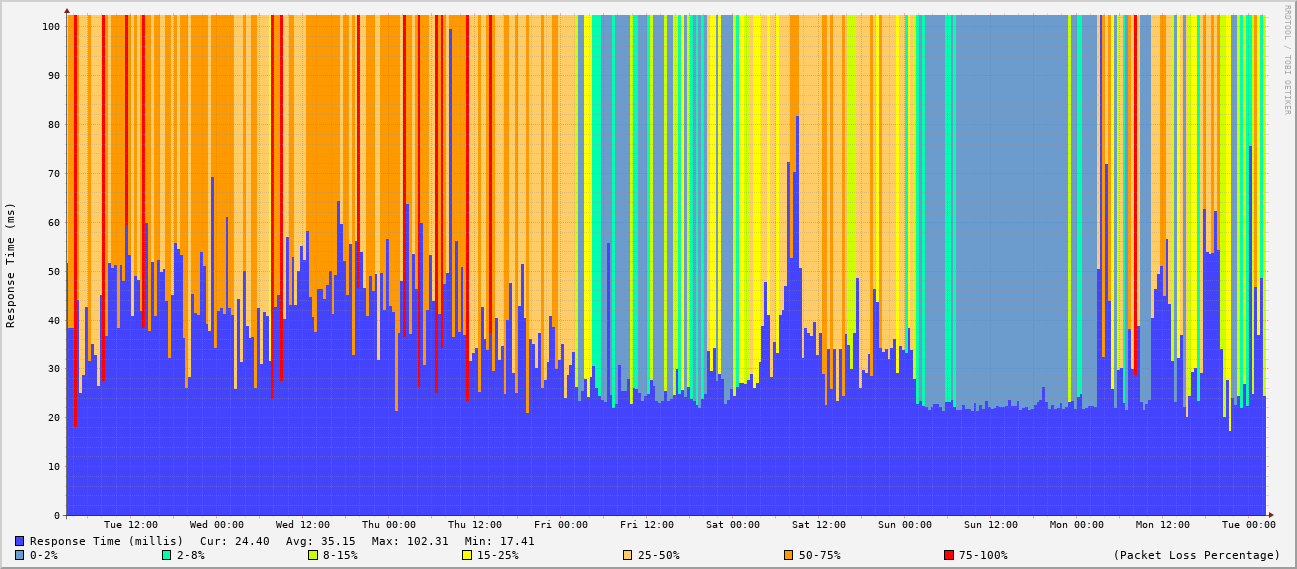 RRDTOOL / TOBI OETIKER
Response Time (ms)
100
90
80
70
60
50
40
30
20
10
0
Tue 12:00 Wed 00:00 Wed 12:00 Thu 00:00 Thu 12:00 Fri 00:00 Fri 12:00 Sat 00:00 Sat 12:00 Sun 00:00 Sun 12:00 Mon 00:00 Mon 12:00 Tue 00:00
Response Time (millis) Cur: 24.40 Avg: 35.15 Max: 102.31 Min: 17.41
0-2% 2-8% 8-15% 15-25% 25-50% 50-75% 75-100% (Packet Loss Percentage)